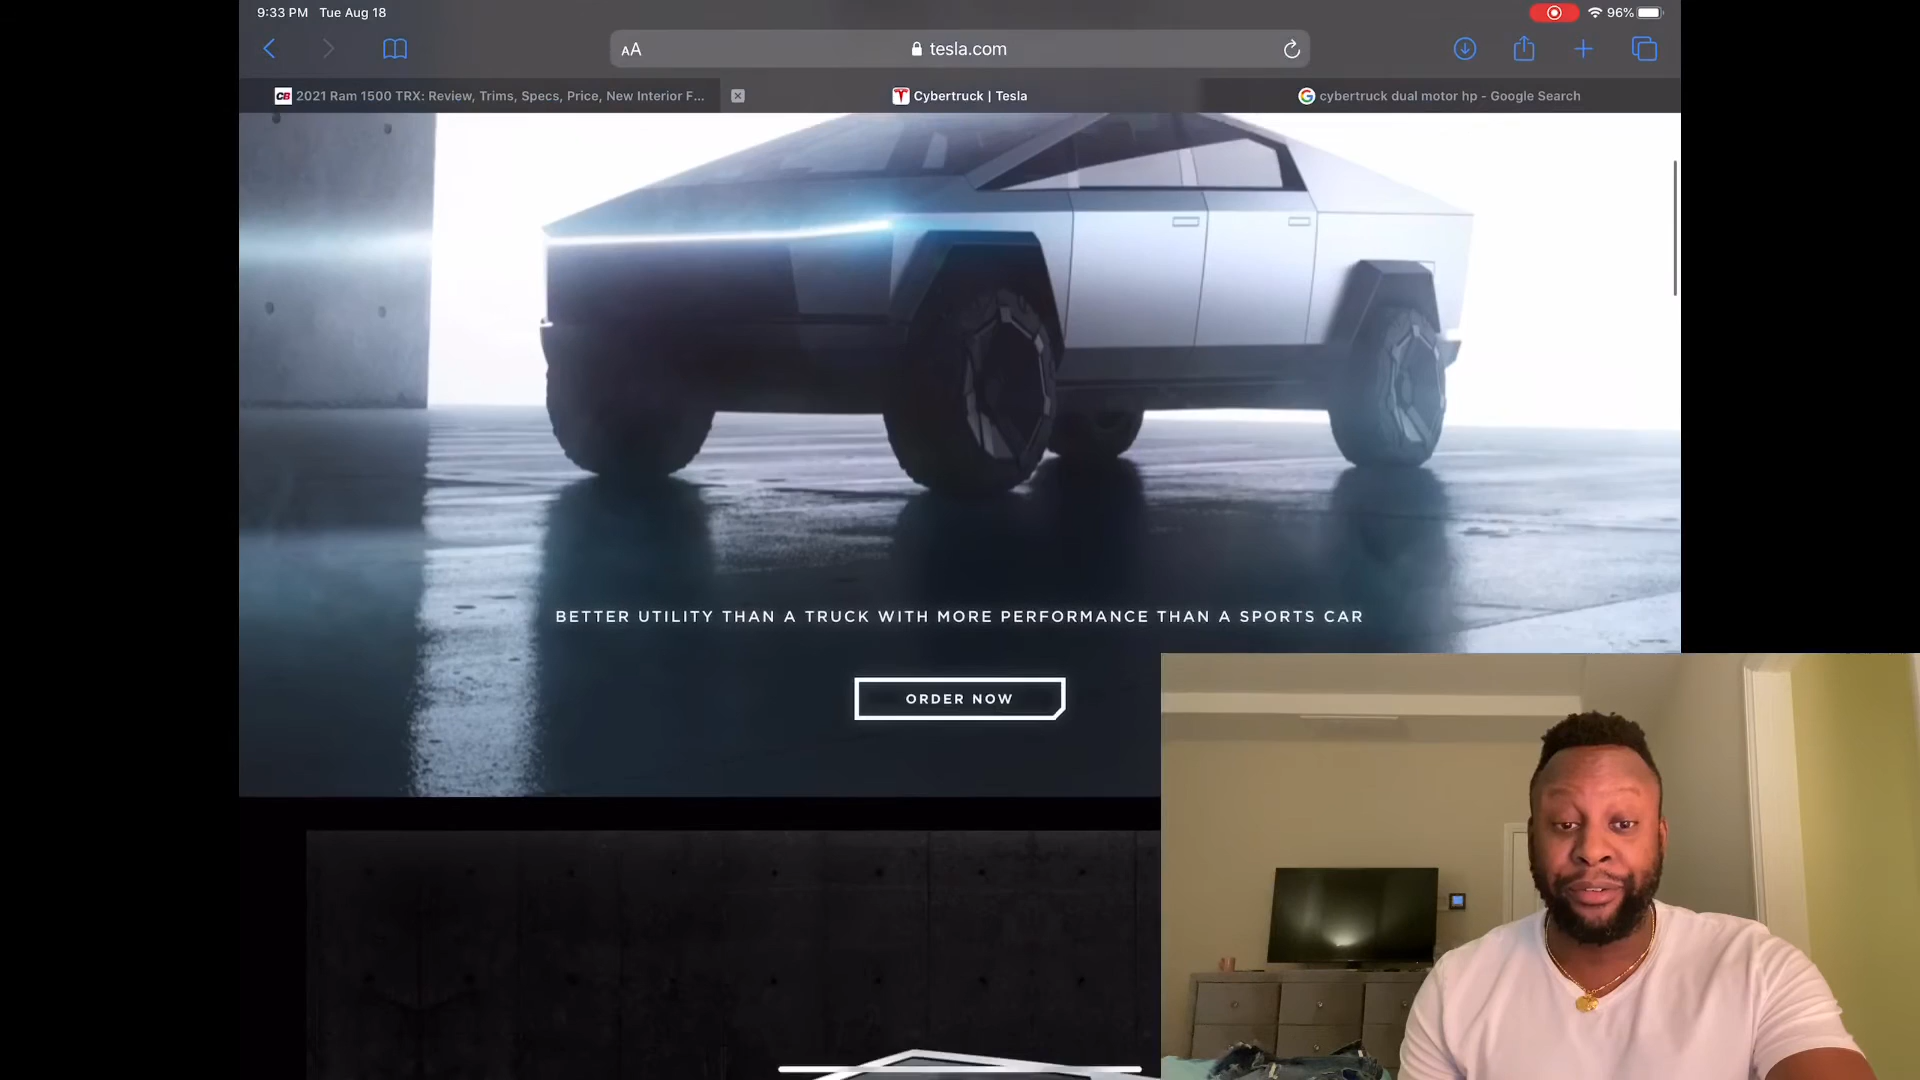 9:33 PM Tue Aug 18
96%
AA
tesla.com
CB 2021 Ram 1500 TRX: Review, Trims, Specs, Price, New Interior F...
Cybertruck | Tesla
G cybertruck dual motor hp - Google Search
BETTER UTILITY THAN A TRUCK WITH MORE PERFORMANCE THAN A SPORTS CAR
ORDER NOW